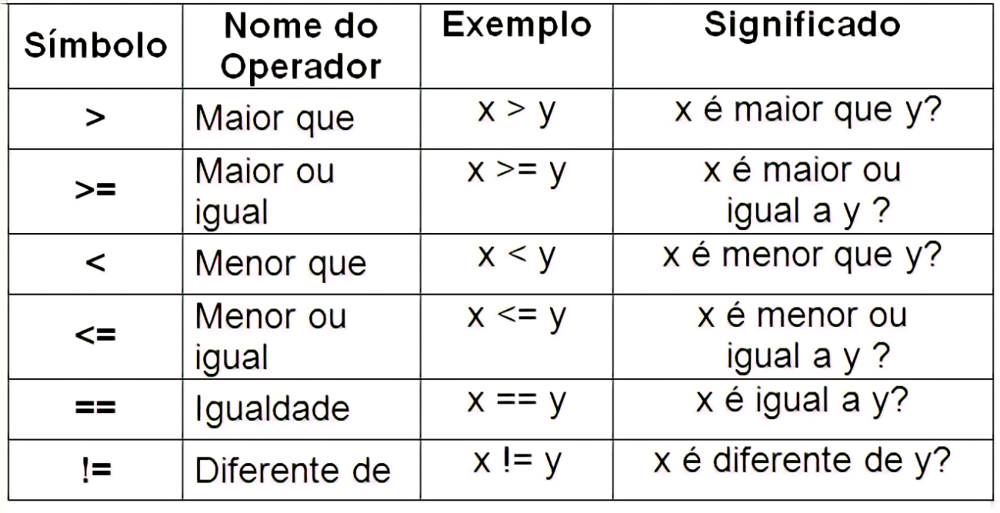 Símbolo
Nome do
Operador
Exemplo
Significado
>
Maior que
x > y
x é maior que y?
>=
Maior ou
igual
x >= y
x é maior ou
igual a y ?
<
Menor que
x < y
x é menor que y?
<=
Menor ou
igual
x <= y
x é menor ou
igual a y ?
==
Igualdade
x == y
x é igual a y?
!=
Diferente de
x != y
x é diferente de y?